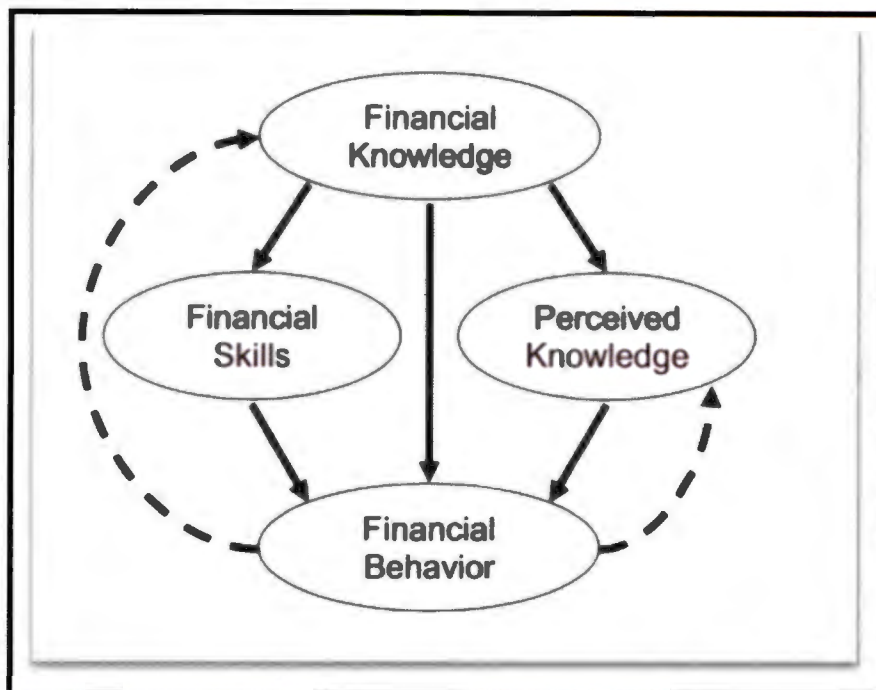 Financial
Knowledge
Financial
Skills
Perceived
Knowledge
Financial
Behavior